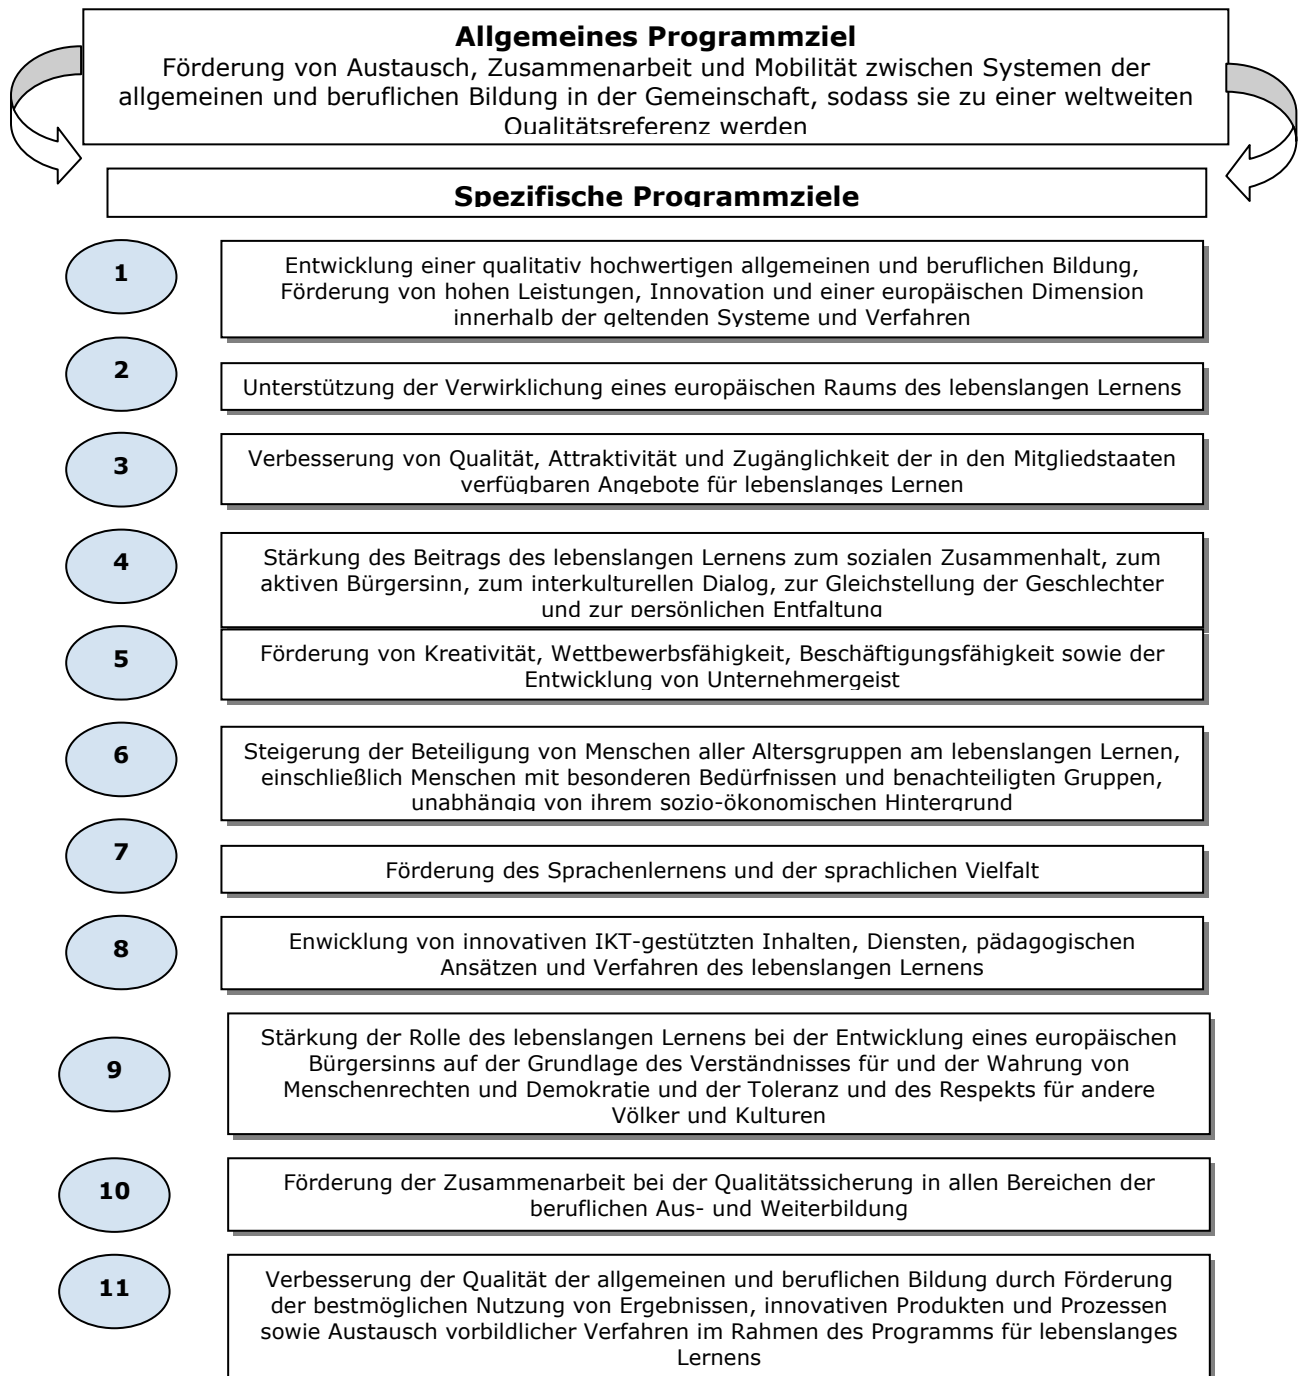 Allgemeines Programmziel
Förderung von Austausch, Zusammenarbeit und Mobilität zwischen Systemen der
allgemeinen und beruflichen Bildung in der Gemeinschaft, sodass sie zu einer weltweiten
Qualitätsreferenz werden
Spezifische Programmziele
1
Entwicklung einer qualitativ hochwertigen allgemeinen und beruflichen Bildung,
Förderung von hohen Leistungen, Innovation und einer europäischen Dimension
innerhalb der geltenden Systeme und Verfahren
2
Unterstützung der Verwirklichung eines europäischen Raums des lebenslangen Lernens
3
Verbesserung von Qualität, Attraktivität und Zugänglichkeit der in den Mitgliedstaaten
verfügbaren Angebote für lebenslanges Lernen
4
Stärkung des Beitrags des lebenslangen Lernens zum sozialen Zusammenhalt, zum
aktiven Bürgersinn, zum interkulturellen Dialog, zur Gleichstellung der Geschlechter
und zur persönlichen Entfaltung
5
Förderung von Kreativität, Wettbewerbsfähigkeit, Beschäftigungsfähigkeit sowie der
Entwicklung von Unternehmergeist
6
Steigerung der Beteiligung von Menschen aller Altersgruppen am lebenslangen Lernen,
einschließlich Menschen mit besonderen Bedürfnissen und benachteiligten Gruppen,
unabhängig von ihrem sozio-ökonomischen Hintergrund
7
Förderung des Sprachenlernens und der sprachlichen Vielfalt
8
Enwicklung von innovativen IKT-gestützten Inhalten, Diensten, pädagogischen
Ansätzen und Verfahren des lebenslangen Lernens
9
Stärkung der Rolle des lebenslangen Lernens bei der Entwicklung eines europäischen
Bürgersinns auf der Grundlage des Verständnisses für und der Wahrung von
Menschenrechten und Demokratie und der Toleranz und des Respekts für andere
Völker und Kulturen
10
Förderung der Zusammenarbeit bei der Qualitätssicherung in allen Bereichen der
beruflichen Aus- und Weiterbildung
11
Verbesserung der Qualität der allgemeinen und beruflichen Bildung durch Förderung
der bestmöglichen Nutzung von Ergebnissen, innovativen Produkten und Prozessen
sowie Austausch vorbildlicher Verfahren im Rahmen des Programms für lebenslanges
Lernens